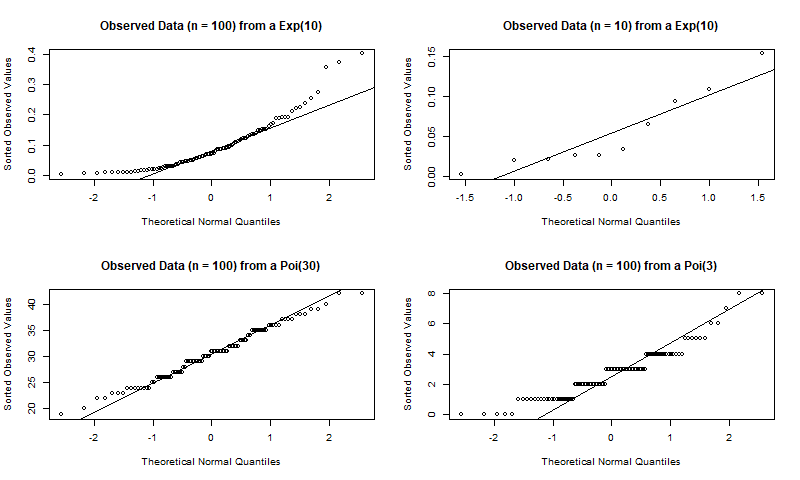 Observed Data (n = 100) from a Exp(10)
Sorted Observed Values
0.4
0.3
0.2
0.1
0.0
-2 -1 0 1 2
Theoretical Normal Quantiles
Observed Data (n = 10) from a Exp(10)
Sorted Observed Values
0.15
0.10
0.05
0.00
-1.5 -1.0 -0.5 0.0 0.5 1.0 1.5
Theoretical Normal Quantiles
Observed Data (n = 100) from a Poi(30)
Sorted Observed Values
40
35
30
25
20
-2 -1 0 1 2
Theoretical Normal Quantiles
Observed Data (n = 100) from a Poi(3)
Sorted Observed Values
8
6
4
2
0
-2 -1 0 1 2
Theoretical Normal Quantiles